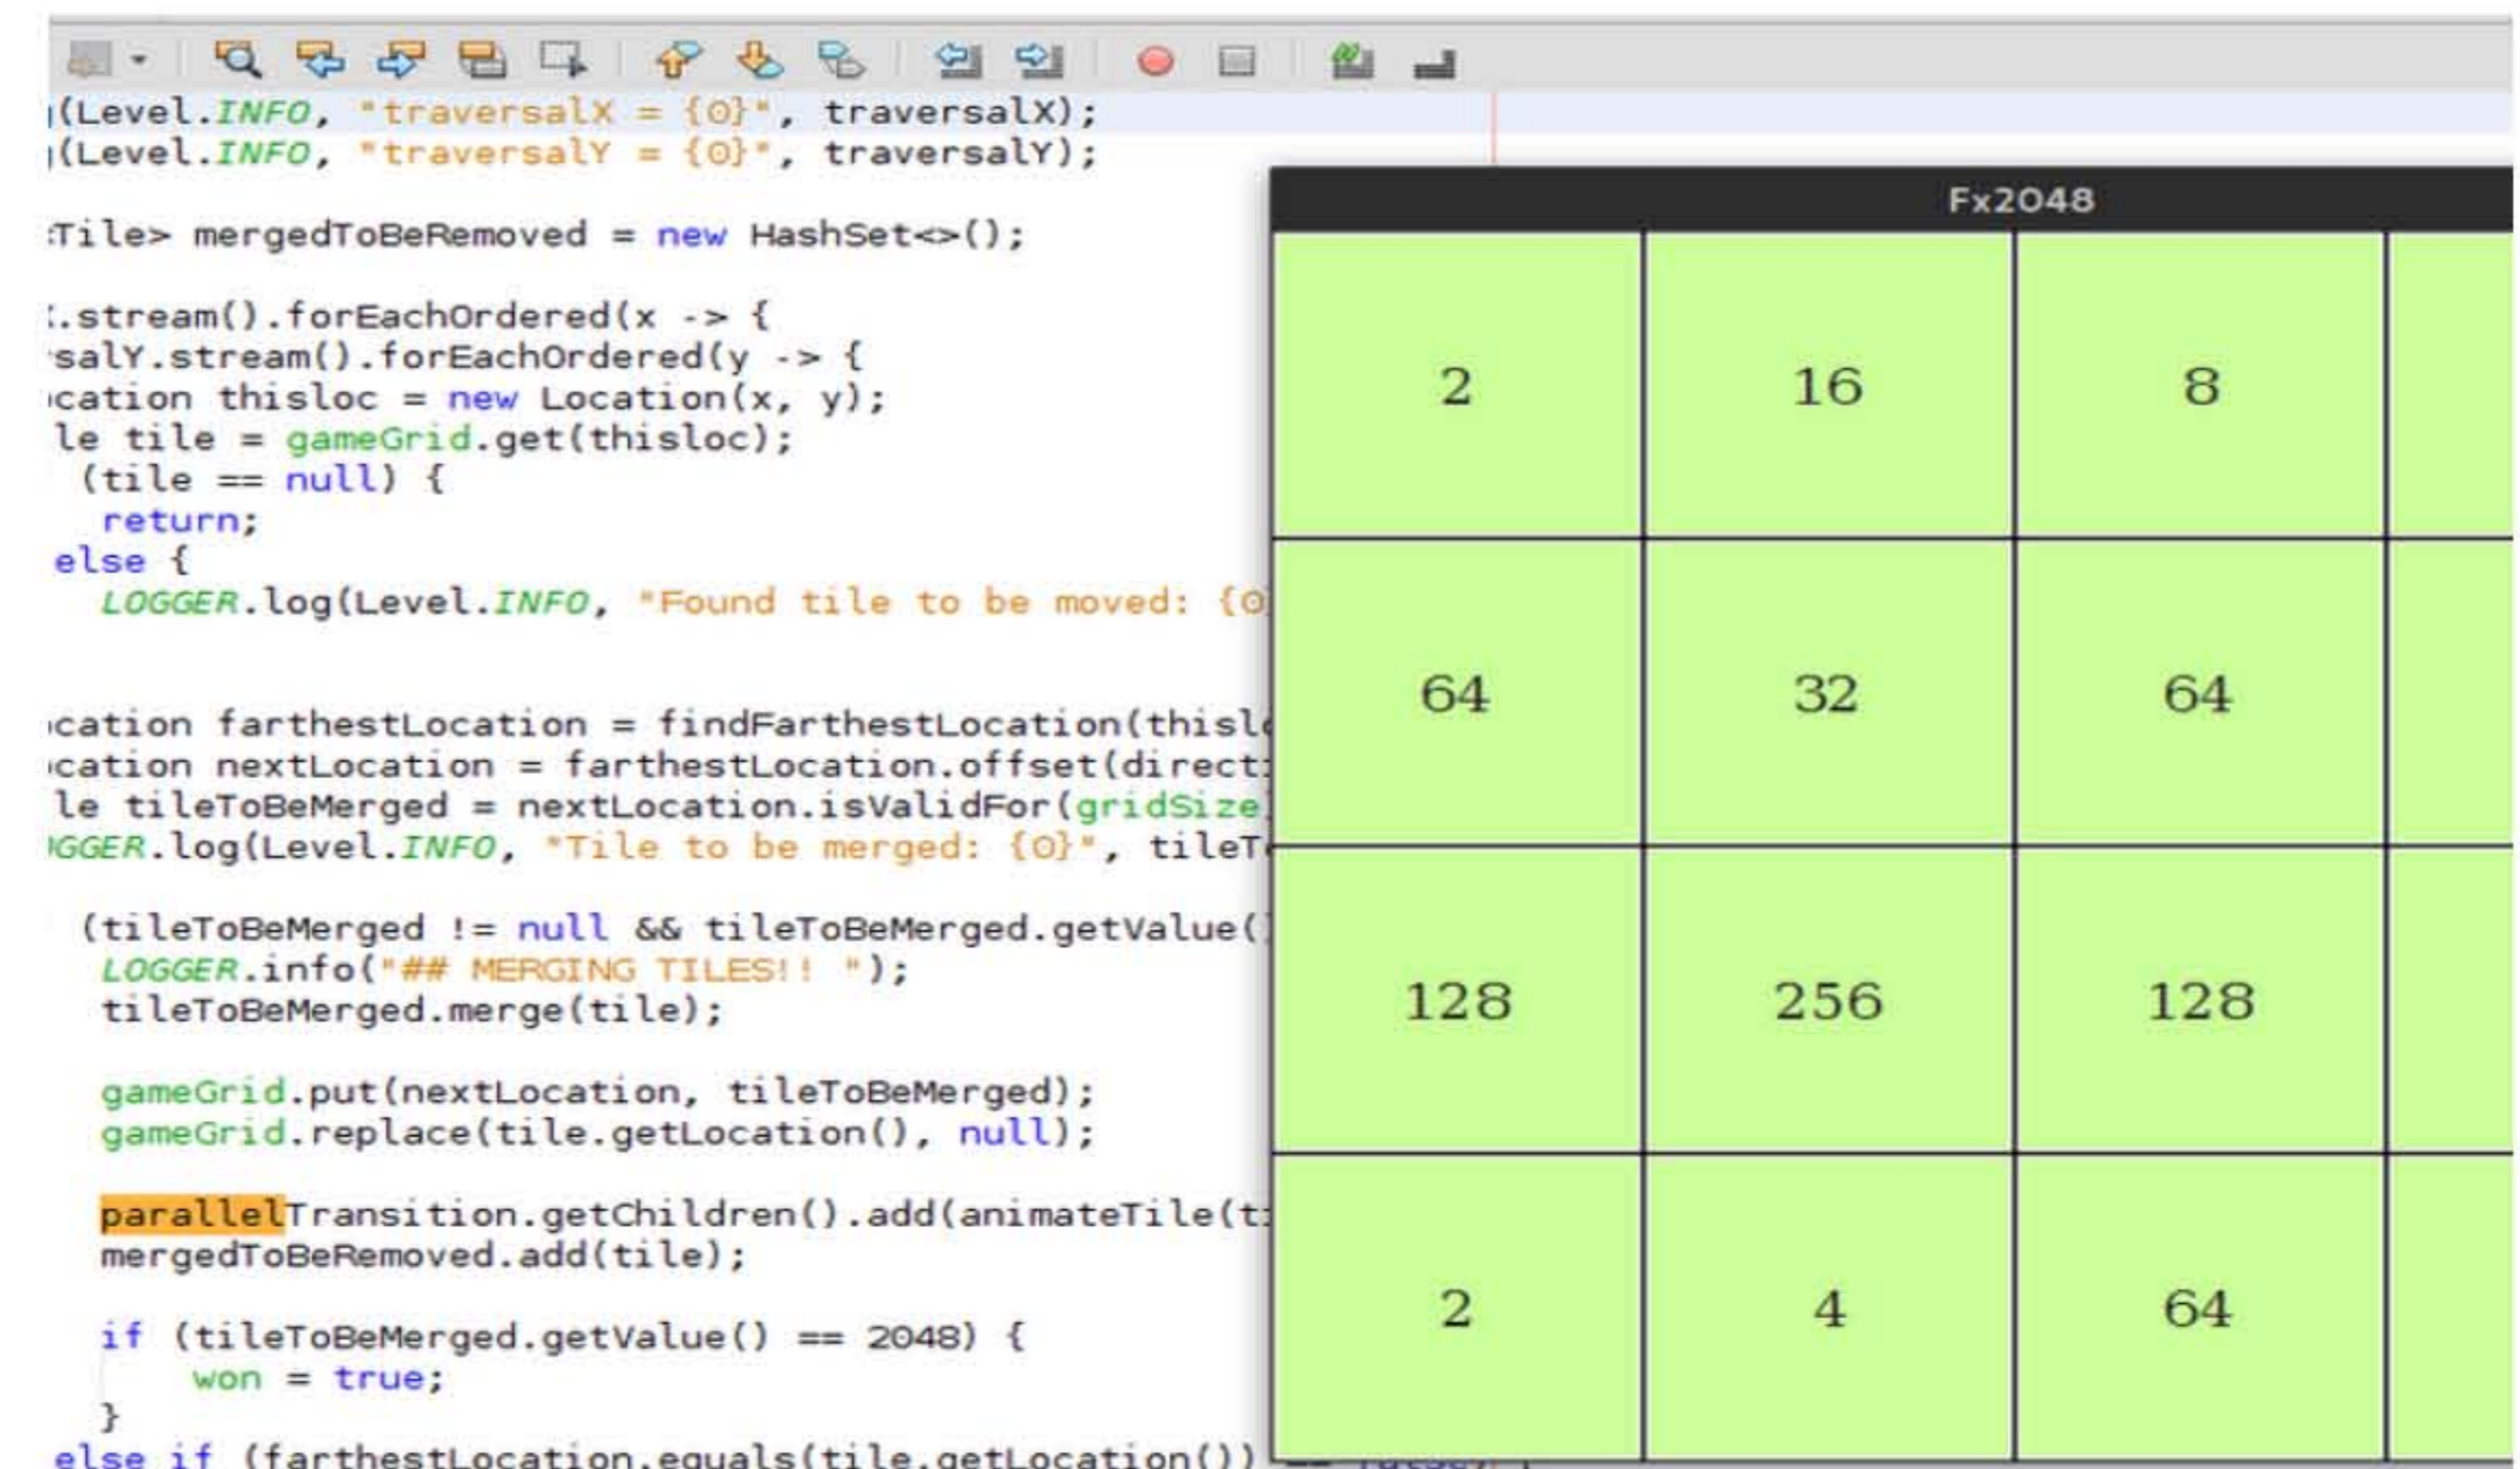 (Level.INFO, "traversalX = {0}", traversalX);
(Level.INFO, "traversalY = {0}", traversalY);
Tile> mergedToBeRemoved = new HashSet<>();
.stream().forEachOrdered(x -> {
salY.stream().forEachOrdered(y -> {
cation thisloc = new Location(x, y);
le tile = gameGrid.get(thisloc);
(tile == null) {
return;
else {
LOGGER.log(Level.INFO, "Found tile to be moved: {0
cation farthestLocation = findFarthestLocation(thislo
cation nextLocation = farthestLocation.offset(direct
le tileToBeMerged = nextLocation.isValidFor(gridSize
GGER.log(Level.INFO, "Tile to be merged: {0}", tileT
(tileToBeMerged != null && tileToBeMerged.getValue(
LOGGER.info("## MERGING TILES!! ");
tileToBeMerged.merge(tile);
gameGrid.put(nextLocation, tileToBeMerged);
gameGrid.replace(tile.getLocation(), null);
parallelTransition.getChildren().add(animateTile(t
mergedToBeRemoved.add(tile);
if (tileToBeMerged.getValue() == 2048) {
won = true;
}
else if (farthestLocation.equals(tile.getLocation())
Fx2048
2 16 8
64 32 64
128 256 128
2 4 64